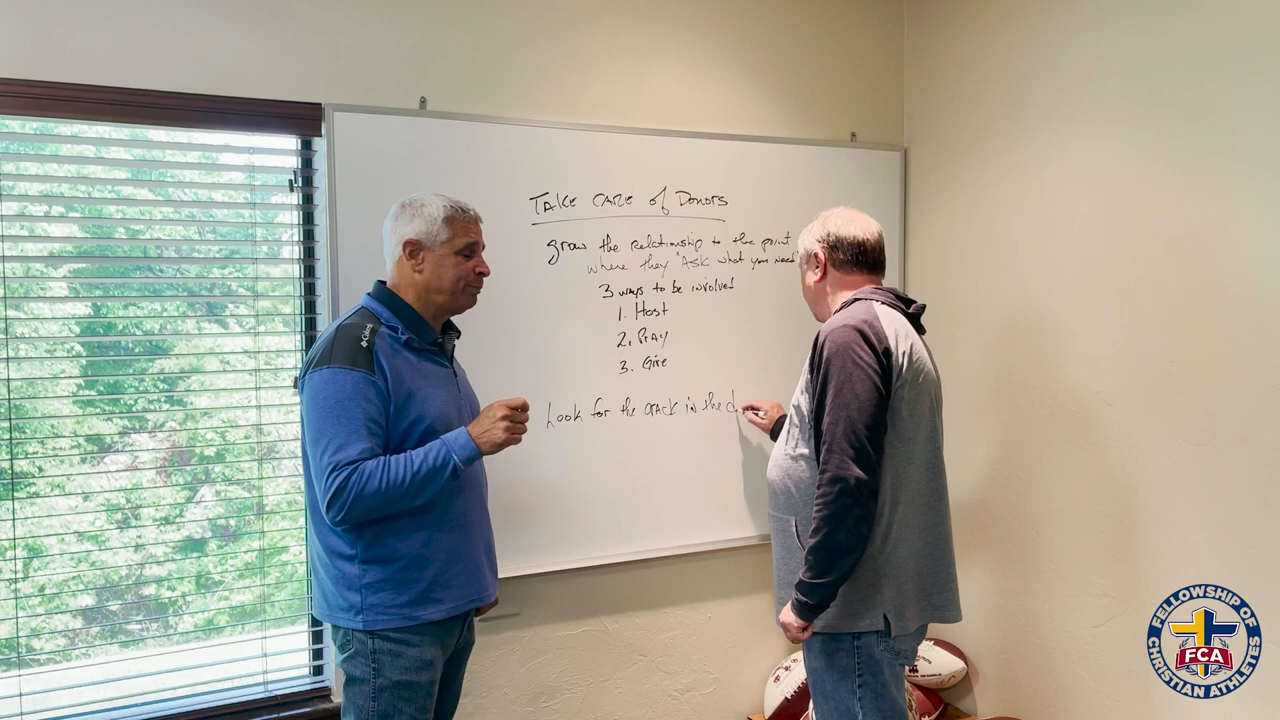 TAKE CARE of DONORS
grow the relationship to the point
where they 'Ask what you need'
3 ways to be involved
1. Host
2. PRAY
3. Give
Look for the crack in the d
Columbia
FELLOWSHIP OF
CHRISTIAN ATHLETES
FCA